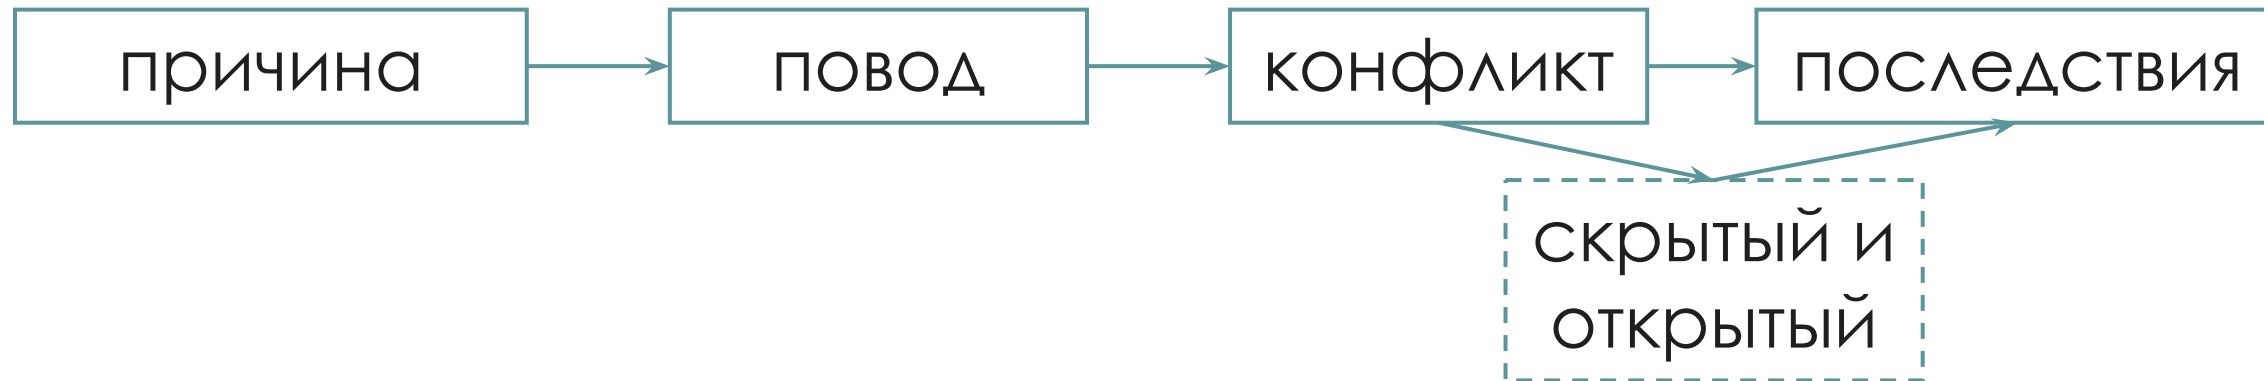 причина
повод
конфликт
последствия
скрытый и
открытый